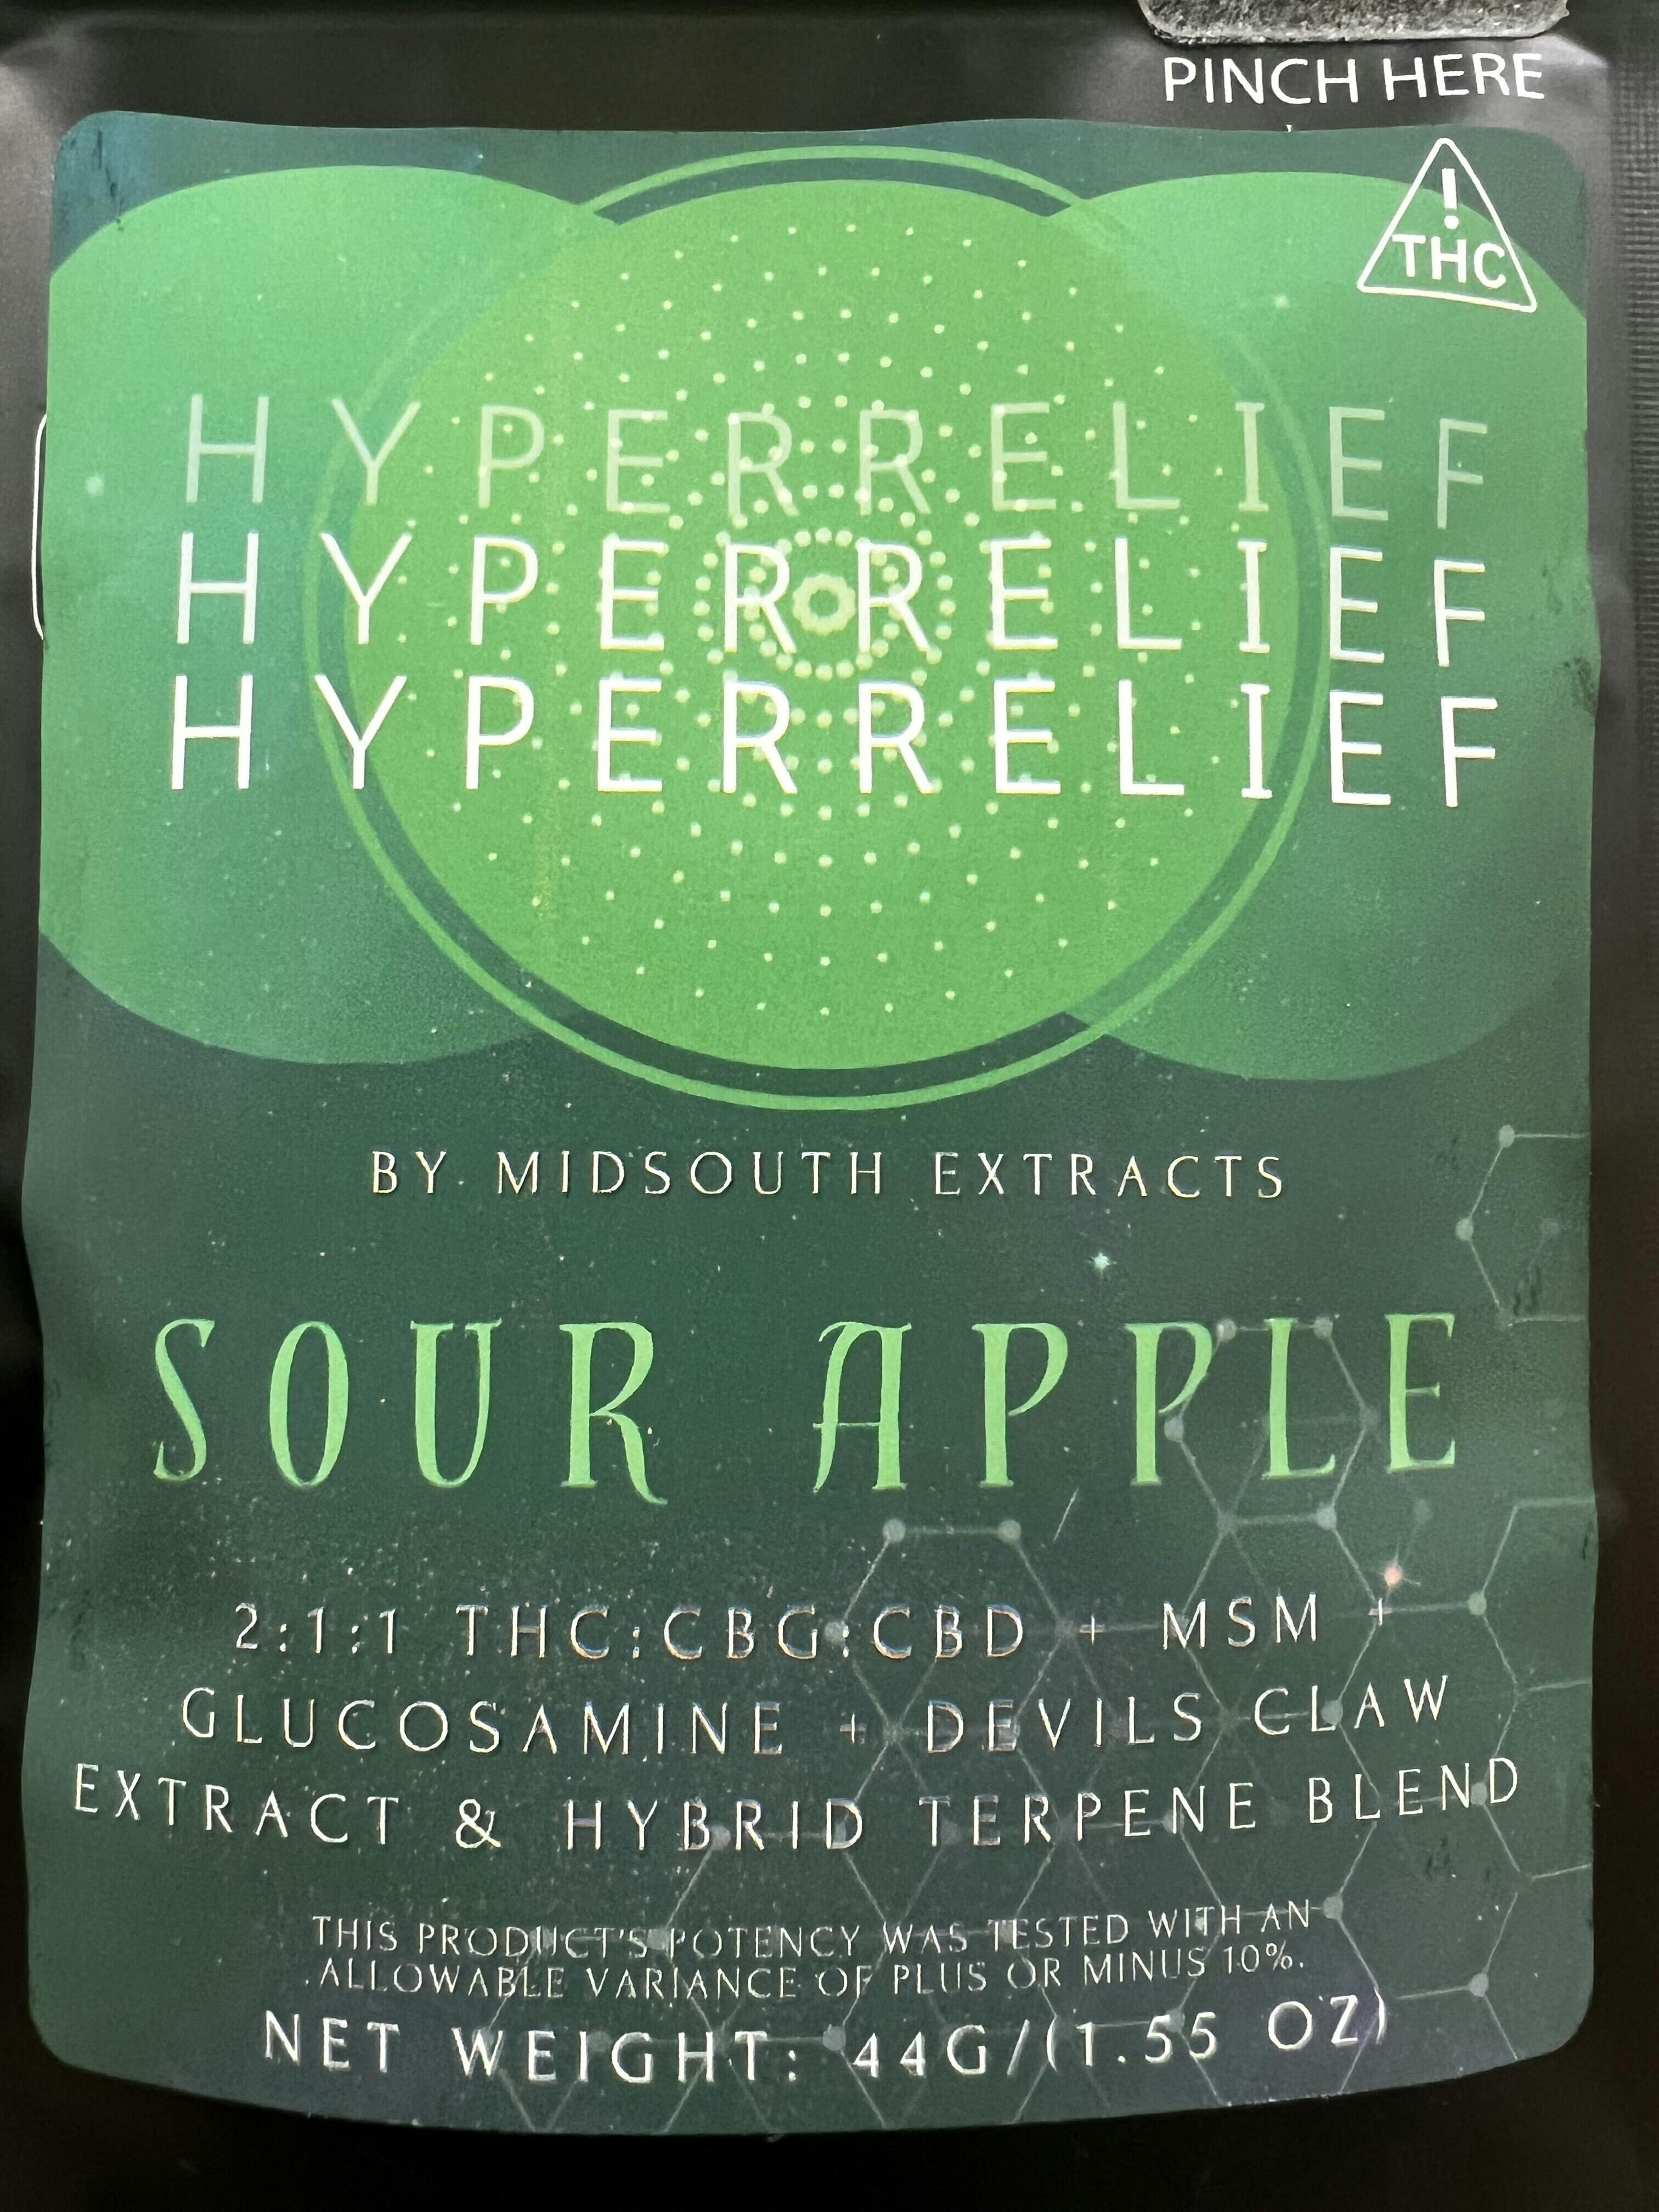 PINCH HERE
!
THC
HYPERRELIEF
HYPERRELIEF
HYPERRELIEF
BY MIDSOUTH EXTRACTS
SOUR APPLE
2:1:1 THC:CBG:CBD + MSM +
GLUCOSAMINE + DEVILS CLAW
EXTRACT & HYBRID TERPENE BLEND
THIS PRODUCT'S POTENCY WAS TESTED WITH AN
ALLOWABLE VARIANCE OF PLUS OR MINUS 10%.
NET WEIGHT: 44G/(1.55 OZ)